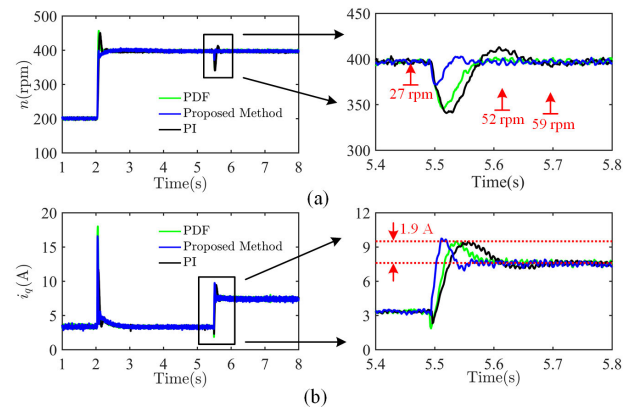 n(rpm)
500
400
300
200
100
PDF
Proposed Method
PI
1 2 3 4 5 6 7 8
Time(s)
450
400
350
300
27 rpm
52 rpm
59 rpm
5.4 5.5 5.6 5.7 5.8
Time(s)
(a)
iq(A)
20
15
10
5
0
PDF
Proposed Method
PI
1 2 3 4 5 6 7 8
Time(s)
12
9
6
3
0
1.9 A
5.4 5.5 5.6 5.7 5.8
Time(s)
(b)